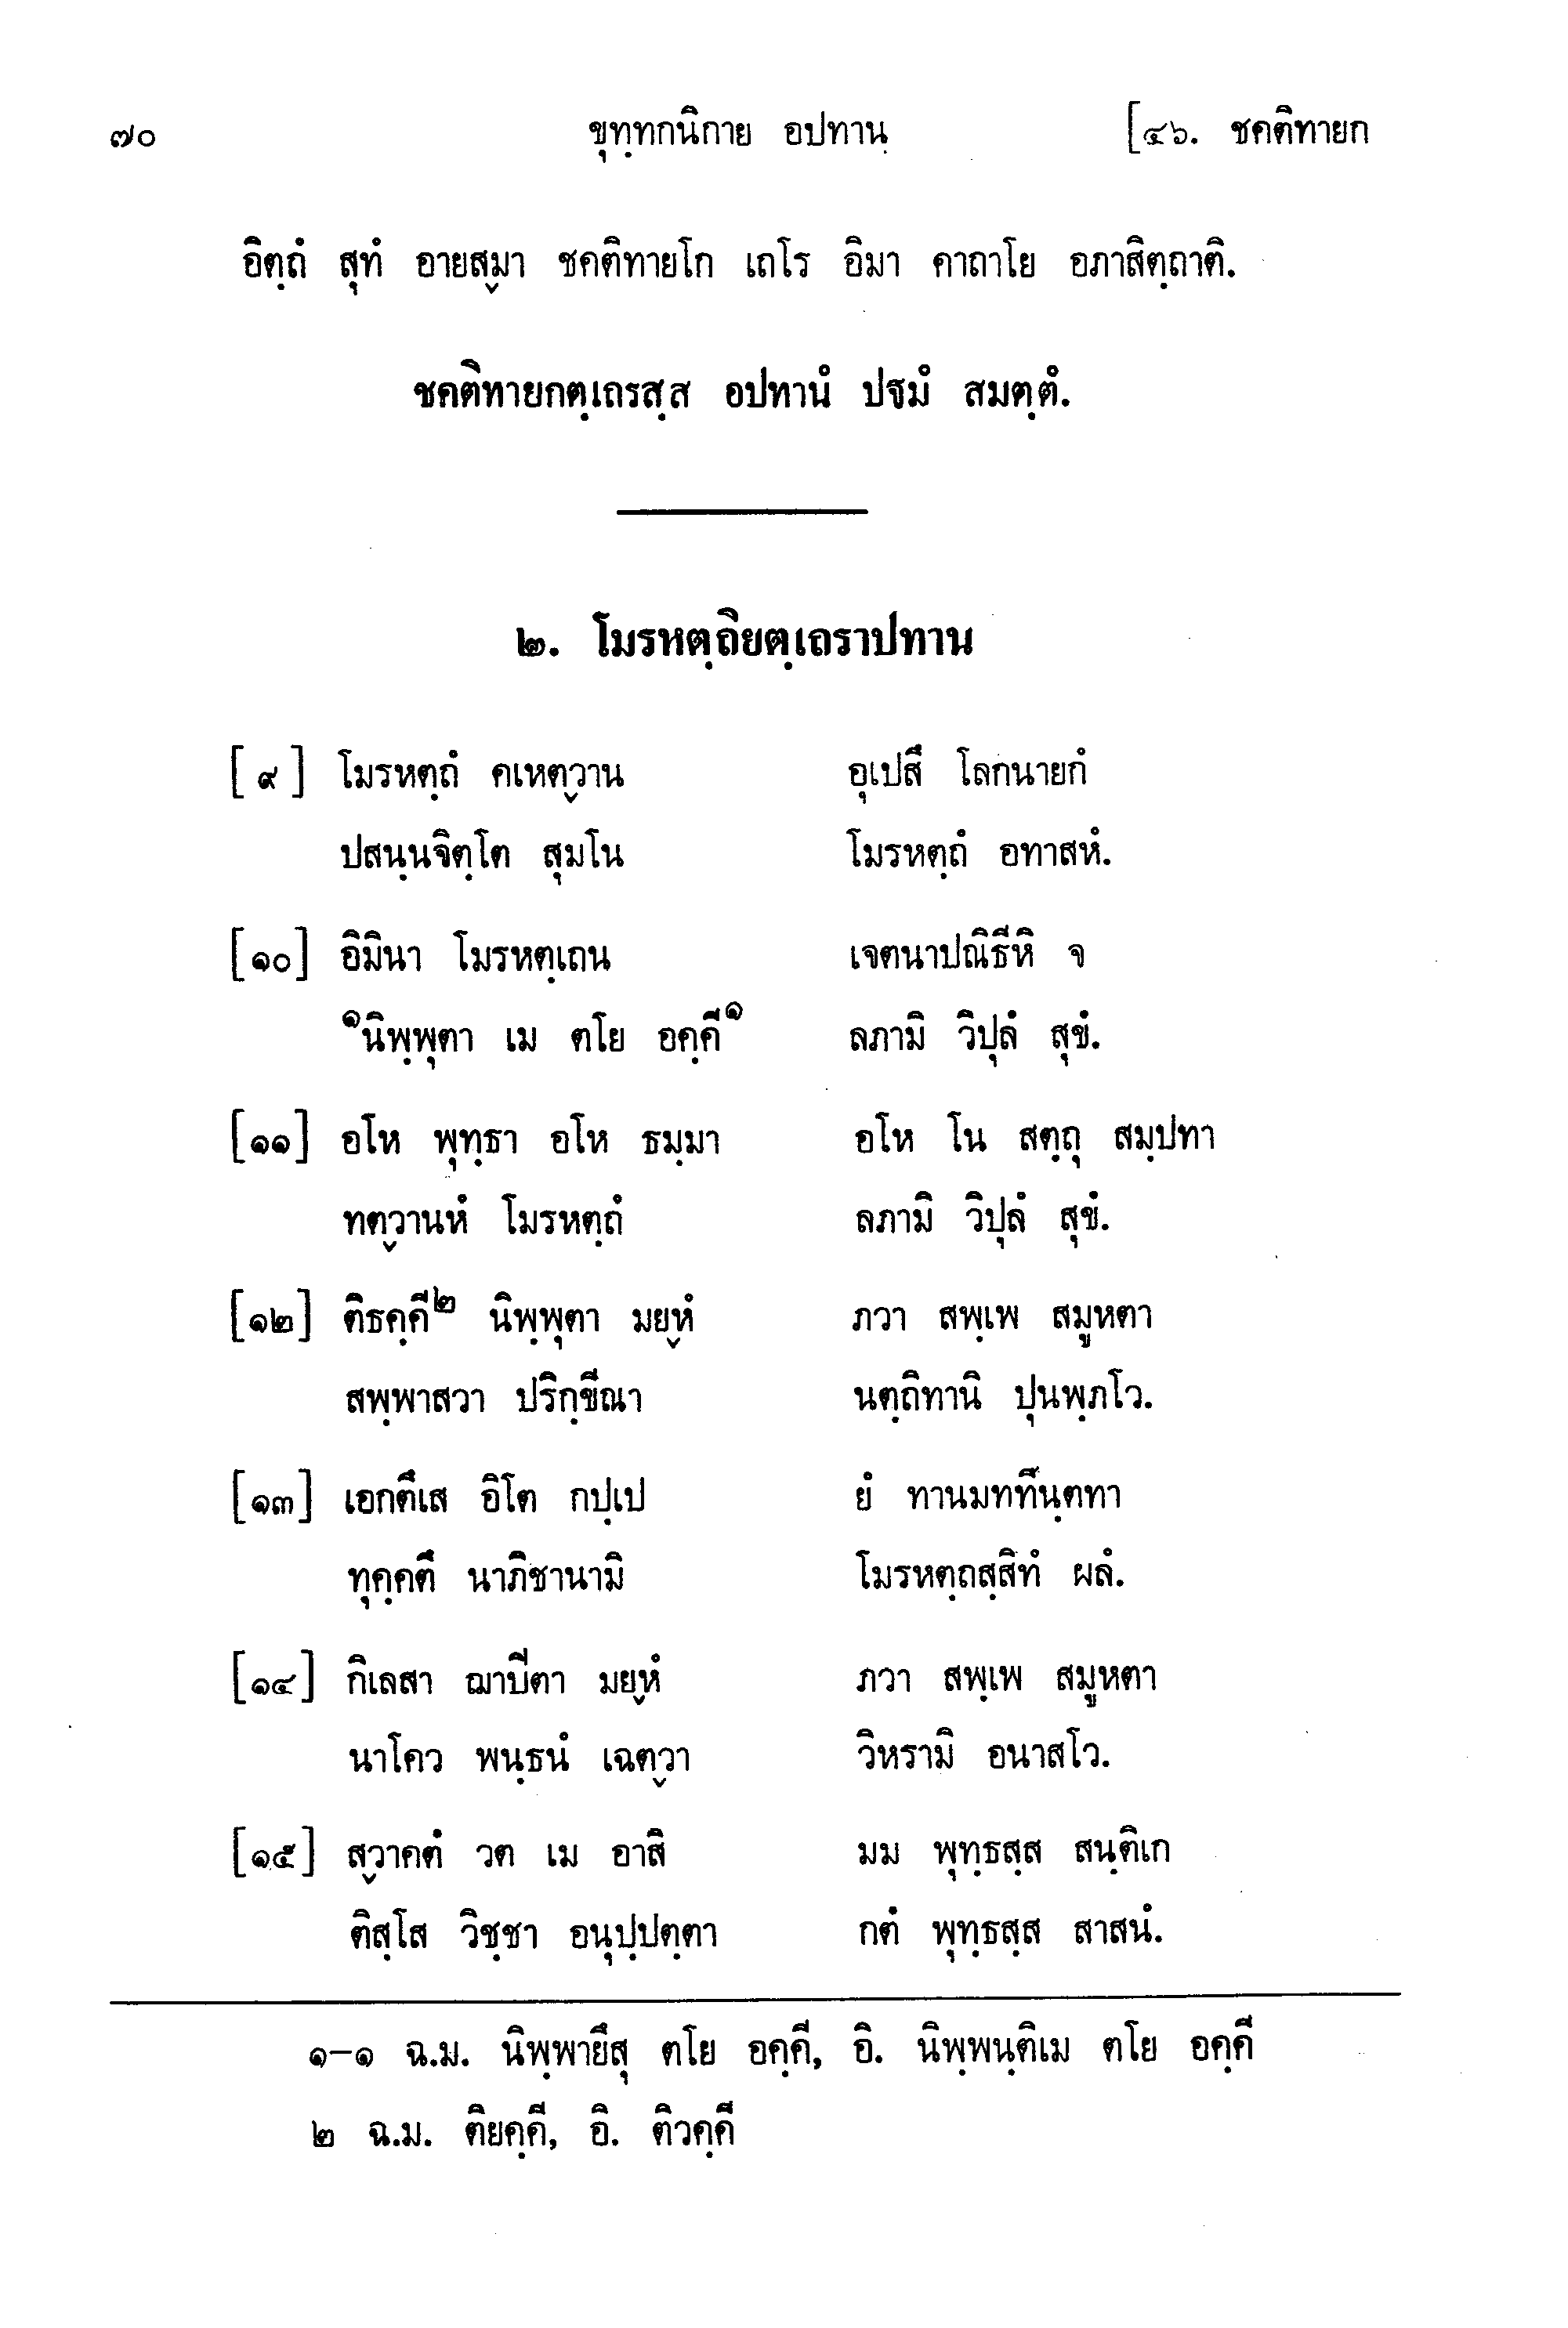 ๗๐ ขุทฺทกนิกาย อปทานฺ [๔๖. ชคติทายก
อิตฺถํ สุทํ อายสฺมา ชคติทายโก เถโร อิมา คาถาโย อภาสิตฺถาติ.
ชคติทายกตฺเถรสฺส อปทานํ ปฐมํ สมตฺตํ.
๒. โมรหตฺถิยตฺเถราปทาน
[๙] โมรหตฺถํ คเหตฺวาน อุเปสึ โลกนายกํ
ปสนฺนจิตฺโต สุมโน โมรหตฺถํ อทาสหํ.
[๑๐] อิมินา โมรหตฺเถน เจตนาปณิธีหิ จ
๑นิพฺพุตา เม ตโย อคฺคี๑ ลภามิ วิปุลํ สุขํ.
[๑๑] อโห พุทฺธา อโห ธมฺมา อโห โน สตฺถุ สมฺปทา
ทตฺวานหํ โมรหตฺถํ ลภามิ วิปุลํ สุขํ.
[๑๒] ติธคฺคี๒ นิพฺพุตา มยฺหํ ภวา สพฺเพ สมูหตา
สพฺพาสวา ปริกฺขีณา นตฺถิทานิ ปุนพฺภโว.
[๑๓] เอกตึเส อิโต กปฺเป ยํ ทานมททึนฺตทา
ทุคฺคตึ นาภิชานามิ โมรหตฺถสฺสิทํ ผลํ.
[๑๔] กิเลสา ฌาปีตา มยฺหํ ภวา สพฺเพ สมูหตา
นาโคว พนฺธนํ เฉตฺวา วิหรามิ อนาสโว.
[๑๕] สฺวาคตํ วต เม อาสิ มม พุทฺธสฺส สนฺติเก
ติสฺโส วิชฺชา อนุปฺปตฺตา กตํ พุทฺธสฺส สาสนํ.
๑-๑ ฉ.ม. นิพฺพายึสุ ตโย อคฺคี, อิ. นิพฺพนฺติเม ตโย อคฺคี
๒ ฉ.ม. ติยคฺคี, อิ. ติวคฺคี